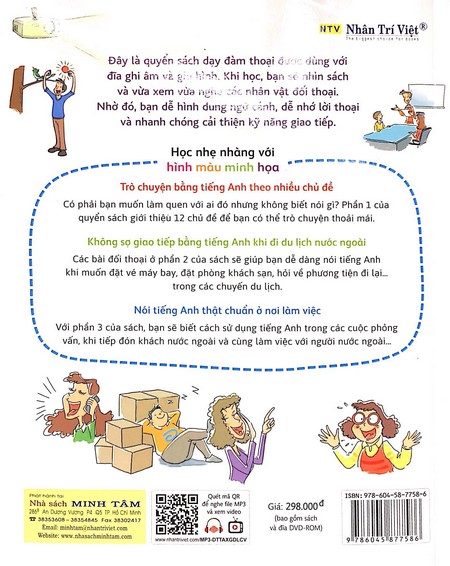 NTV Nhân Trí Việt®
The biggest choice for books
Đây là quyển sách dạy đàm thoại được dùng với
đĩa ghi âm và ghi hình. Khi học, bạn sẽ nhìn sách
và vừa xem vừa nghe các nhân vật đối thoại.
Nhờ đó, bạn dễ hình dung ngữ cảnh, dễ nhớ lời thoại
và nhanh chóng cải thiện kỹ năng giao tiếp.
Học nhẹ nhàng với
hình màu minh họa
Trò chuyện bằng tiếng Anh theo nhiều chủ đề
Có phải bạn muốn làm quen với ai đó nhưng không biết nói gì? Phần 1 của
quyển sách giới thiệu 12 chủ đề để bạn có thể trò chuyện thoải mái.
Không sợ giao tiếp bằng tiếng Anh khi đi du lịch nước ngoài
Các bài đối thoại ở phần 2 của sách sẽ giúp bạn dễ dàng nói tiếng Anh
khi muốn đặt vé máy bay, đặt phòng khách sạn, hỏi về phương tiện đi lại...
trong các chuyến du lịch.
Nói tiếng Anh thật chuẩn ở nơi làm việc
Với phần 3 của sách, bạn sẽ biết cách sử dụng tiếng Anh trong các cuộc phỏng
vấn, khi tiếp đón khách nước ngoài và cùng làm việc với người nước ngoài...
Phát hành tại
Nhà sách MINH TÂM
286B An Dương Vương P4 Q5 TP. Hồ Chí Minh
☎ 38353608 - 38354845 Fax 38302417
Email: minhtam@nhantriviet.com
Website: www.nhasachminhtam.com
Quét mã QR
để nghe file MP3
và xem video
www.nhantriviet.com/MP3-DTTAXGDLCV
Giá: 298.000đ
(bao gồm sách
và đĩa DVD-ROM)
ISBN: 978-604-58-7758-6
9786045877586